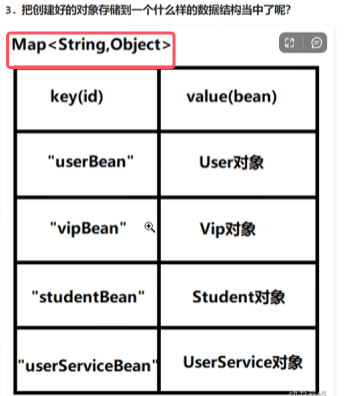 3．把创建好的对象存储到一个什么样的数据结构当中了呢?
Map<String,Object>
key(id) value(bean)
"userBean" User对象
"vipBean" Vip对象
"studentBean" Student对象
"userServiceBean" UserService对象